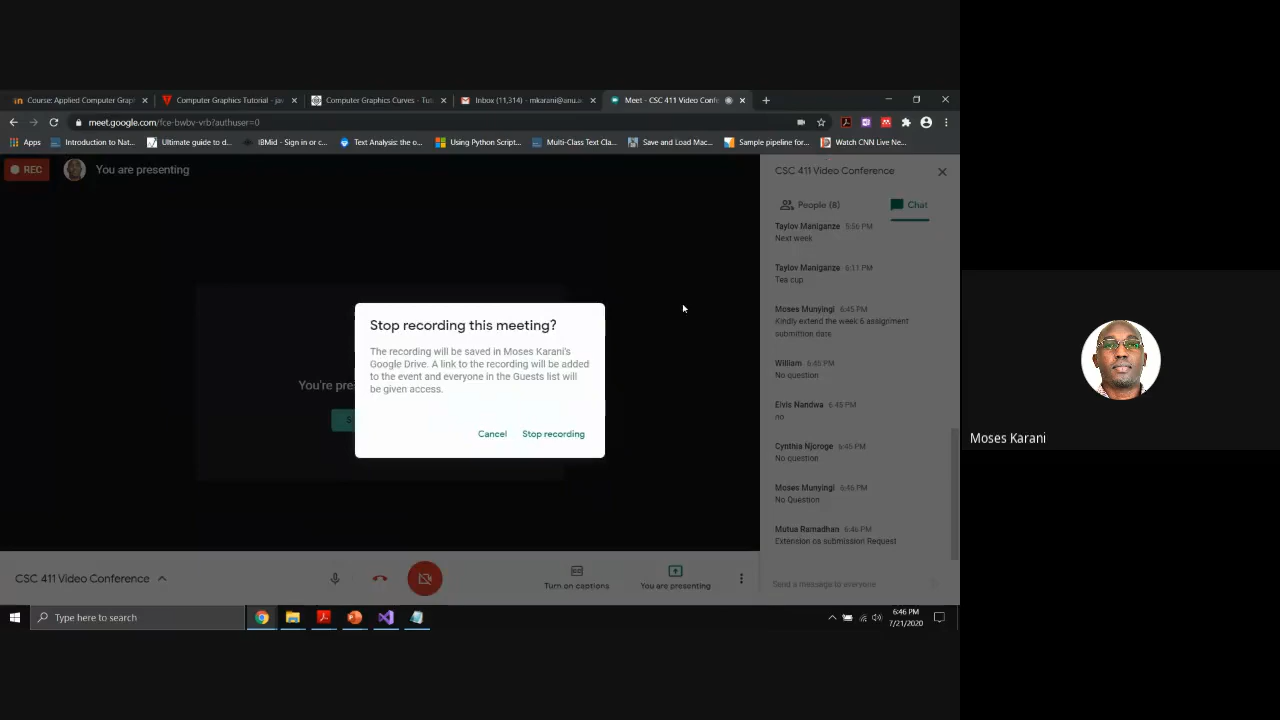 Course: Applied Computer Grap
Computer Graphics Tutorial - jav
Computer Graphics Curves - Tuto
Inbox (11,314) - mkarani@anu.a
Meet - CSC 411 Video Confe
meet.google.com/fce-bwbv-vrb?authuser=0
Apps
Introduction to Nat...
Ultimate guide to d...
IBMid - Sign in or c...
Text Analysis: the o...
Using Python Script...
Multi-Class Text Cla...
Save and Load Mac...
Sample pipeline for...
Watch CNN Live Ne...
REC
You are presenting
CSC 411 Video Conference
People (8)
Chat
Taylov Maniganze 5:56 PM
Next week
Taylov Maniganze 6:11 PM
Tea cup
Moses Munyingi 6:45 PM
Kindly extend the week 6 assignment
submittion date
William 6:45 PM
No question
Elvis Nandwa 6:45 PM
no
Cynthia Njoroge 6:45 PM
No question
Moses Munyingi 6:46 PM
No Question
Mutua Ramadhan 6:46 PM
Extension os submission Request
Send a message to everyone
You're pre
S
Stop recording this meeting?
The recording will be saved in Moses Karani's
Google Drive. A link to the recording will be added
to the event and everyone in the Guests list will
be given access.
Cancel
Stop recording
Moses Karani
CSC 411 Video Conference
Turn on captions
You are presenting
Type here to search
6:46 PM
7/21/2020